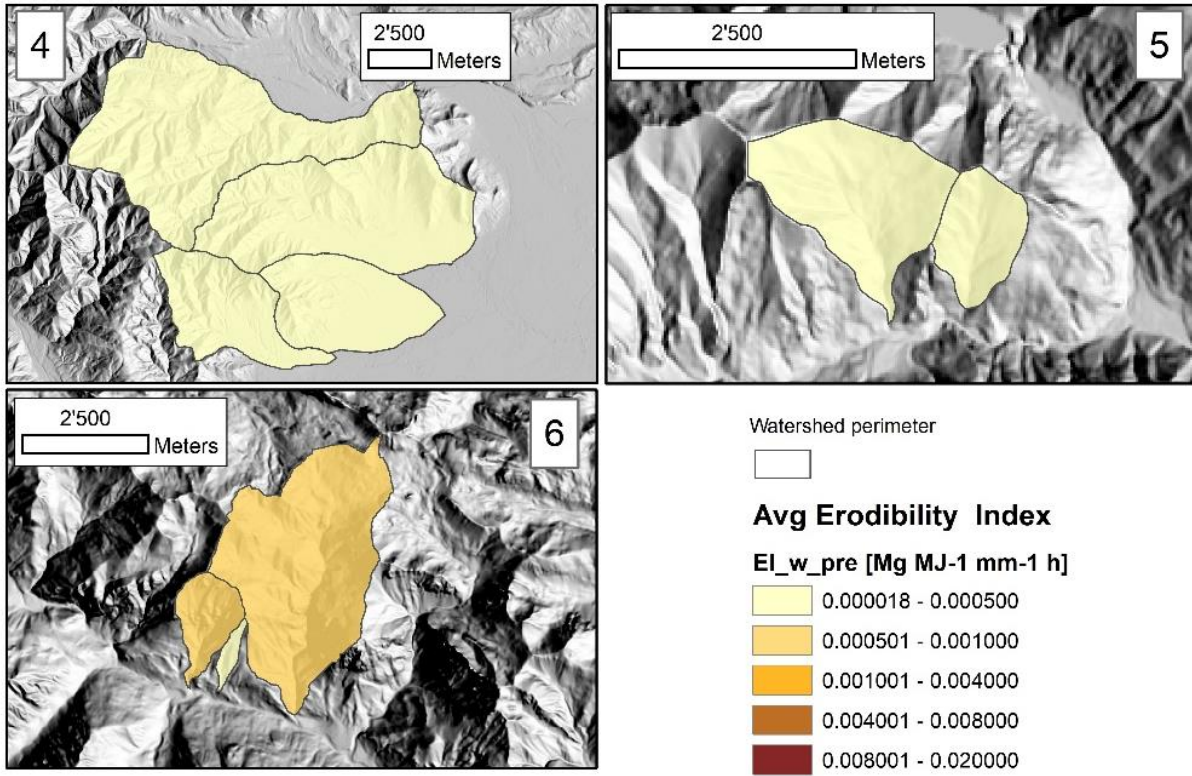 4
2'500
Meters
2'500
Meters
5
2'500
Meters
6
Watershed perimeter
Avg Erodibility Index
EI_w_pre [Mg MJ-1 mm-1 h]
0.000018 - 0.000500
0.000501 - 0.001000
0.001001 - 0.004000
0.004001 - 0.008000
0.008001 - 0.020000